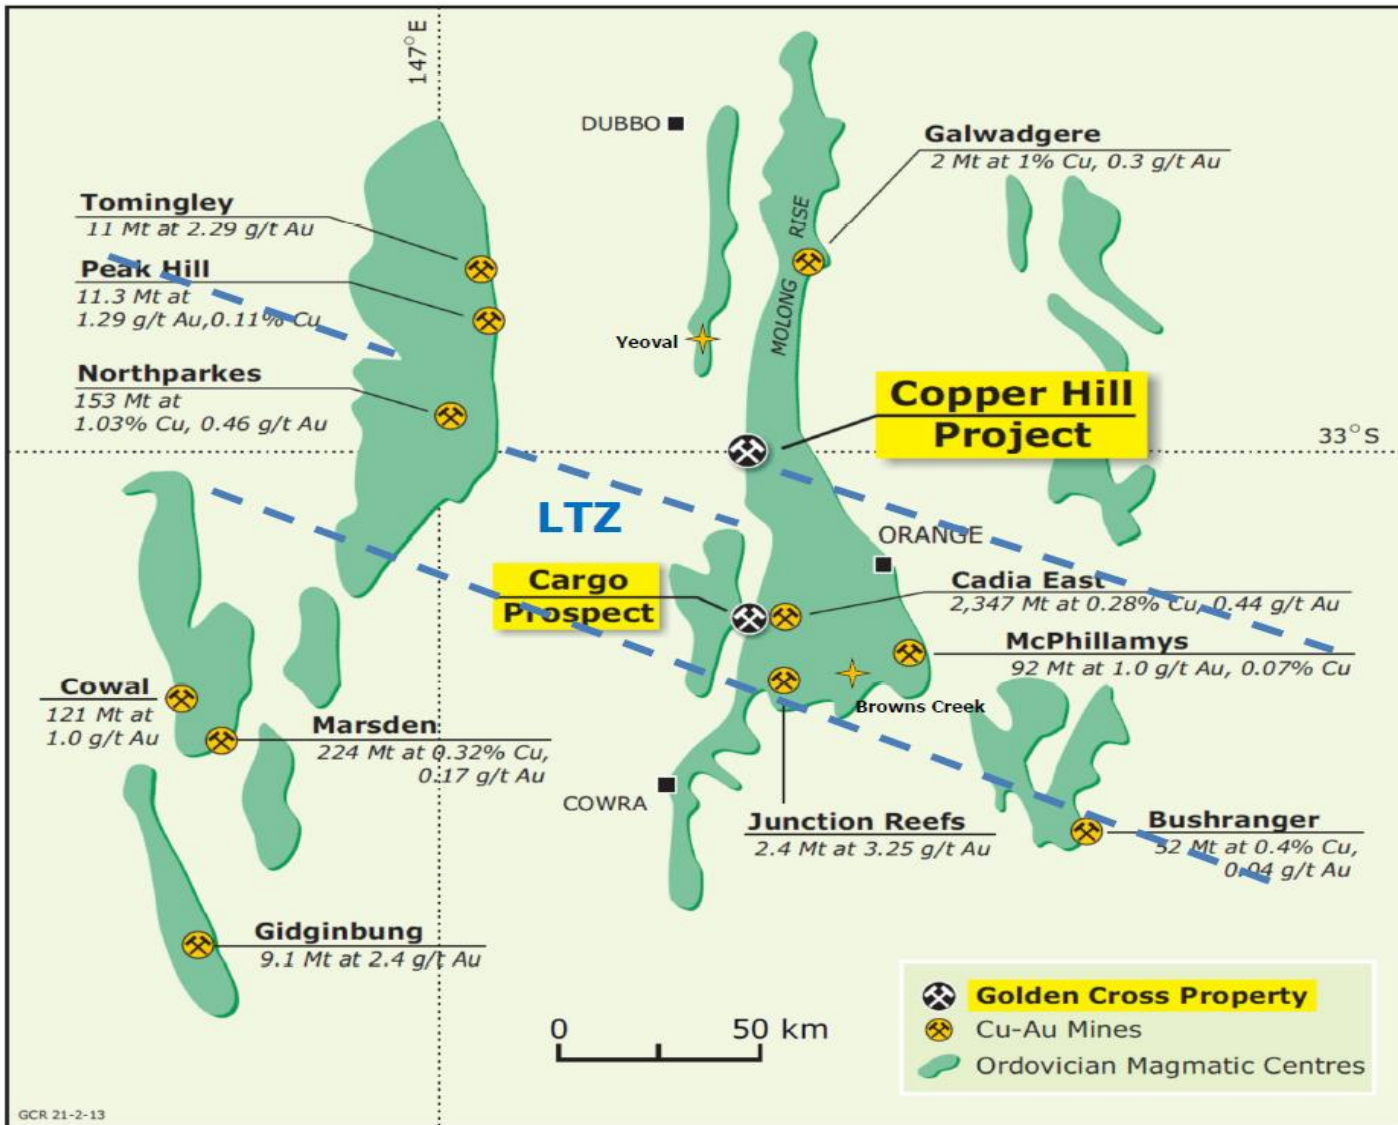 147°E
DUBBO
Galwadgere
2 Mt at 1% Cu, 0.3 g/t Au
Tomingley
11 Mt at 2.29 g/t Au
MOLONG RISE
Peak Hill
11.3 Mt at
1.29 g/t Au,0.11% Cu
Yeoval
Northparkes
153 Mt at
1.03% Cu, 0.46 g/t Au
Copper Hill
Project
33°S
LTZ
ORANGE
Cargo
Prospect
Cadia East
2,347 Mt at 0.28% Cu, 0.44 g/t Au
McPhillamys
92 Mt at 1.0 g/t Au, 0.07% Cu
Cowal
121 Mt at
1.0 g/t Au
Browns Creek
Marsden
224 Mt at 0.32% Cu,
0.17 g/t Au
COWRA
Junction Reefs
2.4 Mt at 3.25 g/t Au
Bushranger
52 Mt at 0.4% Cu,
0.04 g/t Au
Gidginbung
9.1 Mt at 2.4 g/t Au
0 50 km
Golden Cross Property
Cu-Au Mines
Ordovician Magmatic Centres
GCR 21-2-13